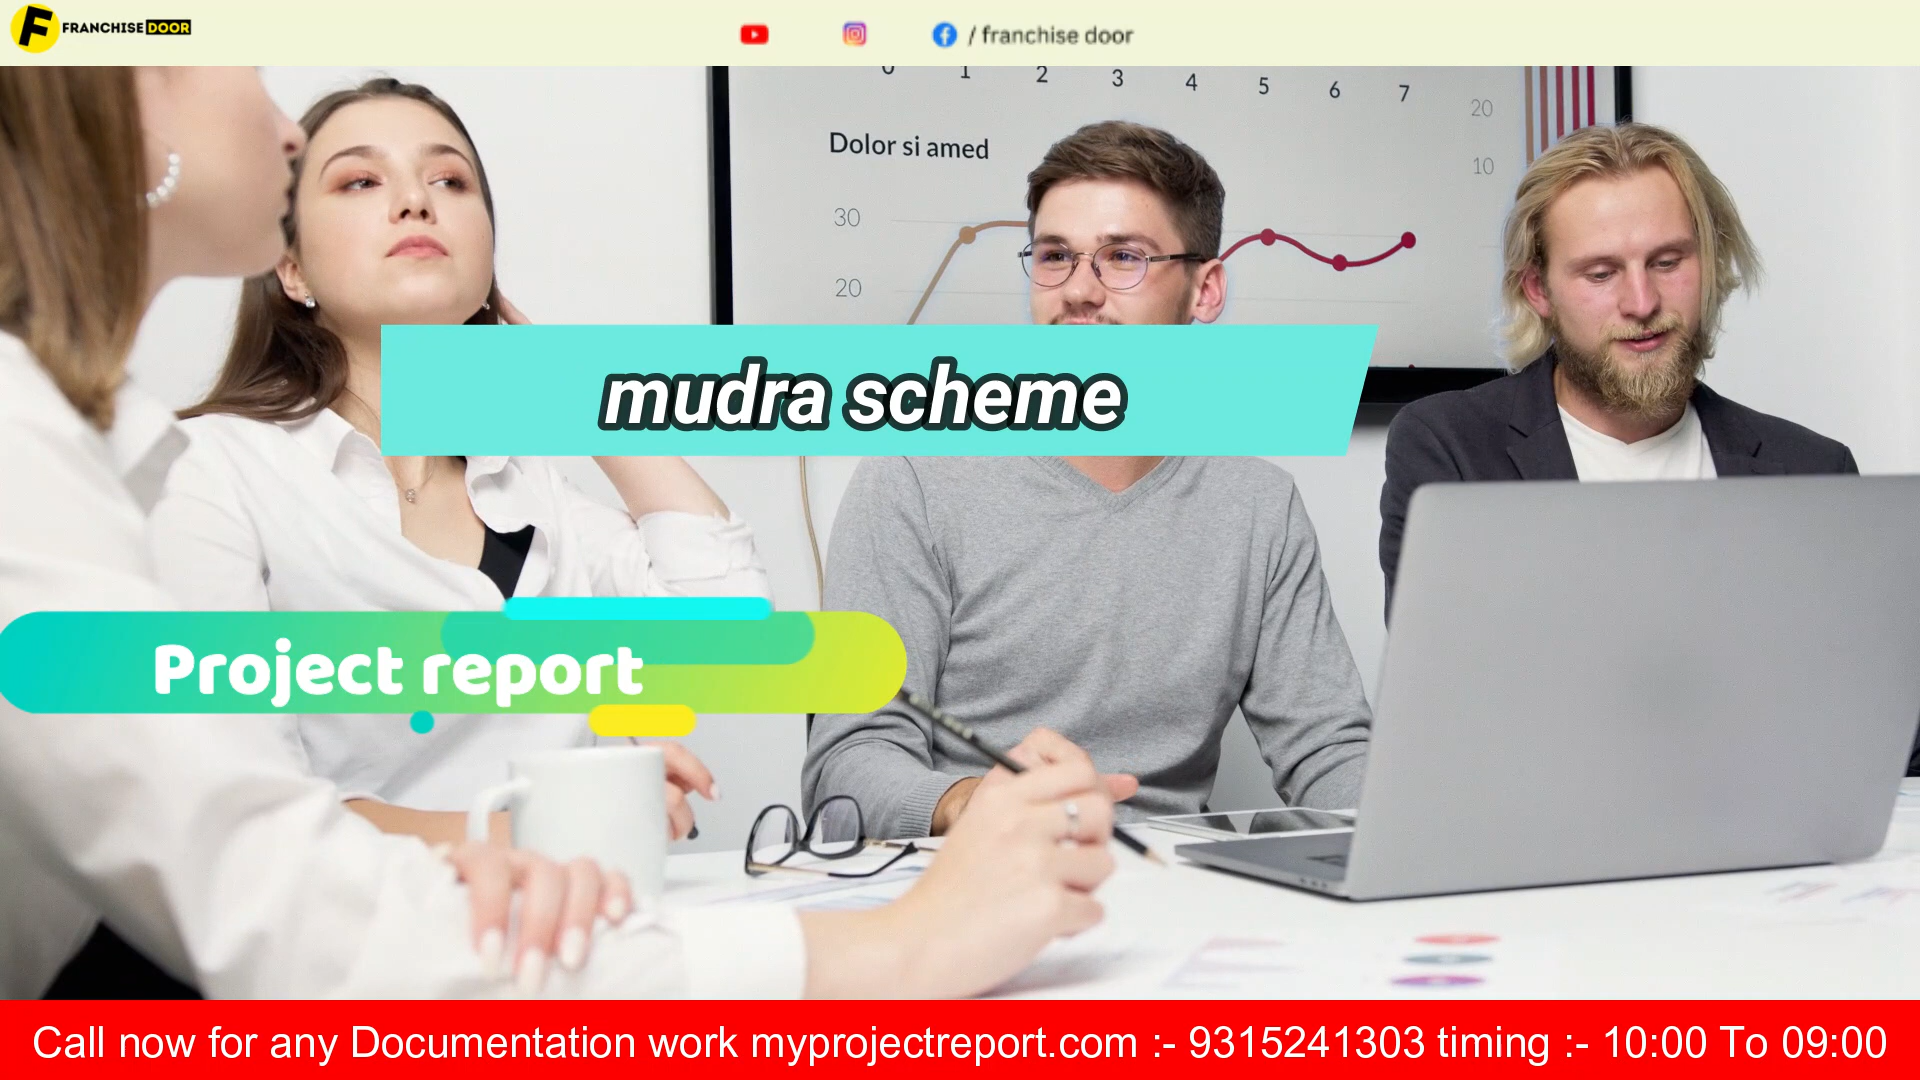 FRANCHISE DOOR
/ franchise door
0 1 2 3 4 5 6 7
20
Dolor si amed
10
30
20
mudra scheme
Project report
Call now for any Documentation work myprojectreport.com :- 9315241303 timing :- 10:00 To 09:00